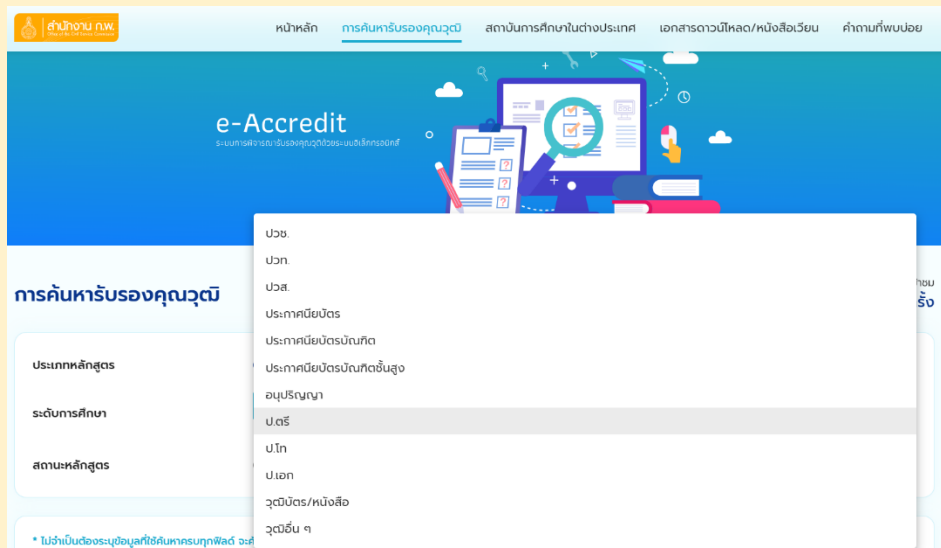 สำนักงาน ก.พ.
Office of the Civil Service Commission
หน้าหลัก การค้นหารับรองคุณวุฒิ สถาบันการศึกษาในต่างประเทศ เอกสารดาวน์โหลด/หนังสือเวียน คำถามที่พบบ่อย
e-Accredit
ระบบการพิจารณารับรองคุณวุฒิด้วยระบบอิเล็กทรอนิกส์
ปวช.
ปวท.
ปวส.
ประกาศนียบัตร
ประกาศนียบัตรบัณฑิต
ประกาศนียบัตรบัณฑิตชั้นสูง
อนุปริญญา
ป.ตรี
ป.โท
ป.เอก
วุฒิบัตร/หนังสือ
วุฒิอื่น ๆ
การค้นหารับรองคุณวุฒิ
ประเภทหลักสูตร
ระดับการศึกษา
สถานะหลักสูตร
* ไม่จำเป็นต้องระบุข้อมูลที่ใช้ค้นหาครบทุกฟิลด์